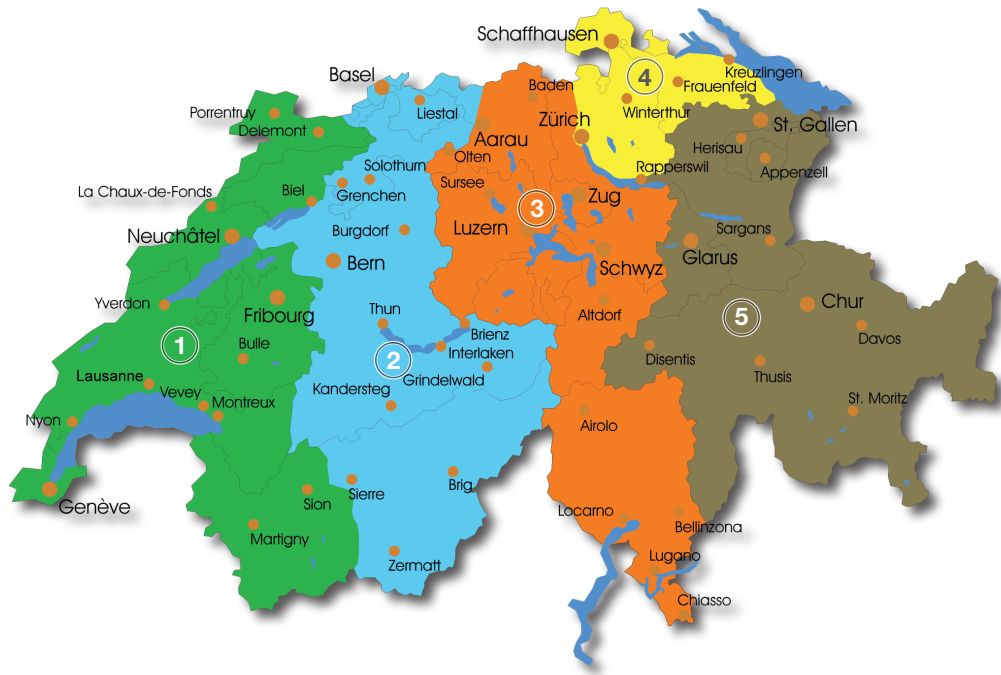 Schaffhausen
Basel
Kreuzlingen
4
Frauenfeld
Baden
Winterthur
Porrentruy
Liestal
Delemont
Aarau
Zürich
St. Gallen
Herisau
Olten
Solothurn
Rapperswil
Appenzell
La Chaux-de-Fonds
Sursee
Biel
Grenchen
Zug
3
Neuchâtel
Burgdorf
Luzern
Sargans
Glarus
Bern
Schwyz
Yverdon
Fribourg
Thun
Altdorf
Chur
5
Brienz
Davos
1
Bulle
2
Interlaken
Disentis
Lausanne
Grindelwald
Thusis
Vevey
Kandersteg
Montreux
St. Moritz
Nyon
Airolo
Genève
Sion
Sierre
Brig
Locarno
Bellinzona
Martigny
Zermatt
Lugano
Chiasso